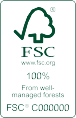 FSC
www.fsc.org
100%
From well-
managed forests
FSC® C000000